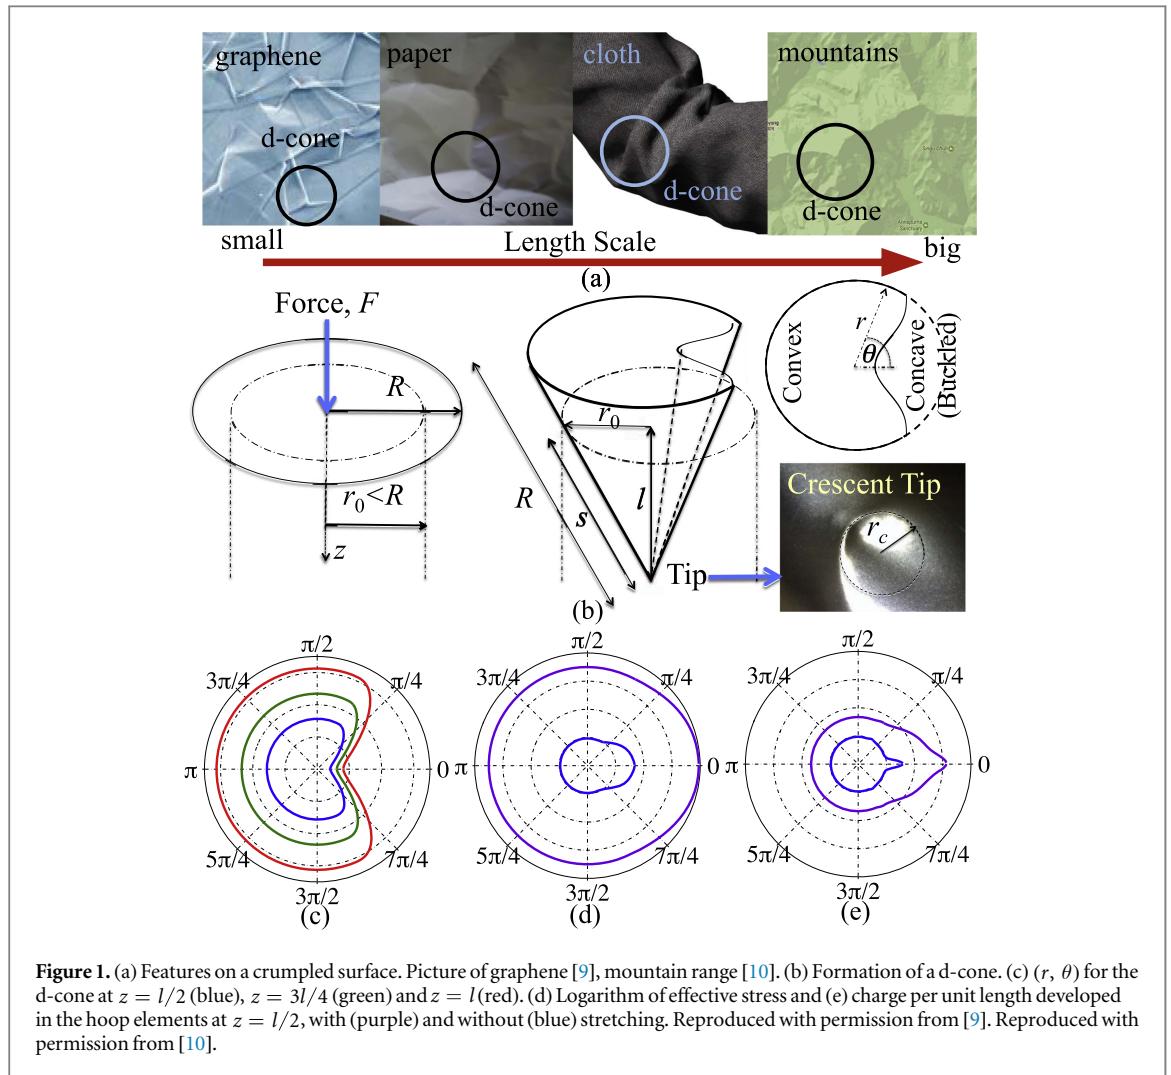 graphene
paper
cloth
mountains
d-cone
d-cone
d-cone
d-cone
small
Length Scale
big
(a)
Force, F
R
r0<R
z
r0
R
s
l
Tip
(b)
Convex
r
θ
Concave
(Buckled)
Crescent Tip
rc
π/2
3π/4
π/4
π
0
5π/4
7π/4
3π/2
(c)
π/2
3π/4
π/4
π
0
5π/4
7π/4
3π/2
(d)
π/2
3π/4
π/4
π
0
5π/4
7π/4
3π/2
(e)
Figure 1. (a) Features on a crumpled surface. Picture of graphene [9], mountain range [10]. (b) Formation of a d-cone. (c) (r, θ) for the
d-cone at z = l/2 (blue), z = 3l/4 (green) and z = l (red). (d) Logarithm of effective stress and (e) charge per unit length developed
in the hoop elements at z = l/2, with (purple) and without (blue) stretching. Reproduced with permission from [9]. Reproduced with
permission from [10].